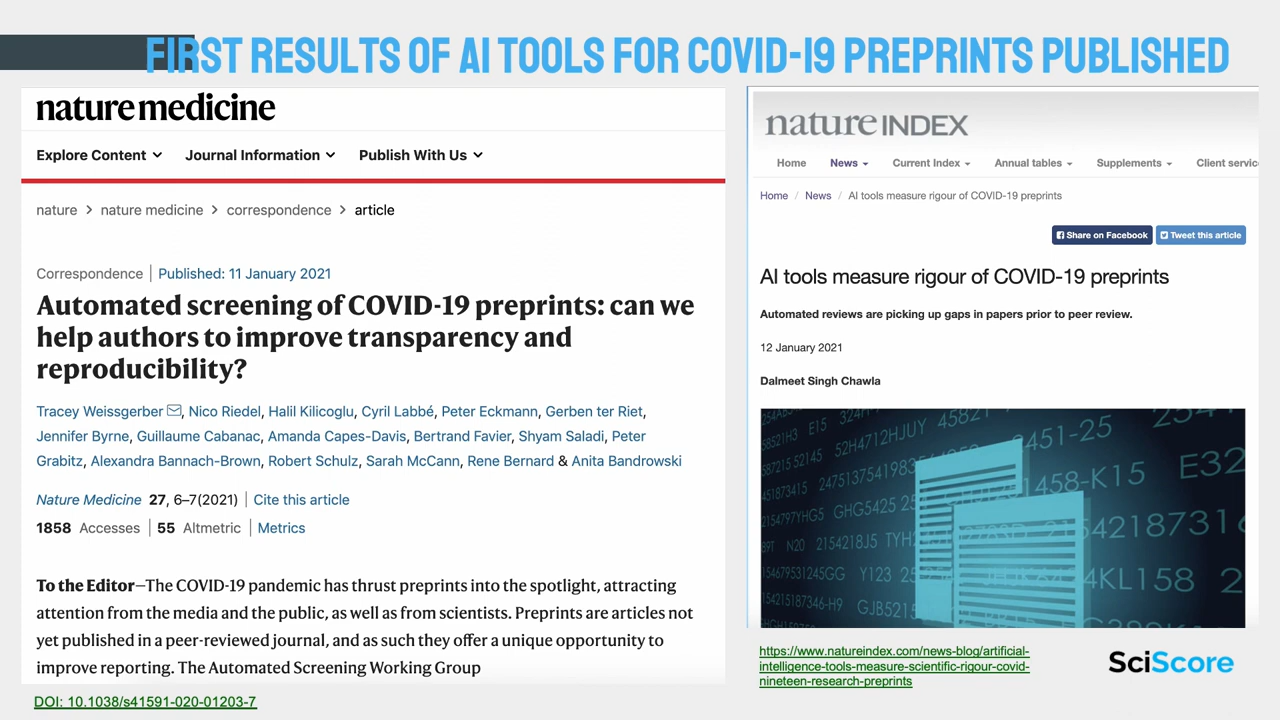 FIRST RESULTS OF AI TOOLS FOR COVID-19 PREPRINTS PUBLISHED
nature medicine
Explore Content Journal Information Publish With Us
nature > nature medicine > correspondence > article
Correspondence | Published: 11 January 2021
Automated screening of COVID-19 preprints: can we
help authors to improve transparency and
reproducibility?
Tracey Weissgerber, Nico Riedel, Halil Kilicoglu, Cyril Labbé, Peter Eckmann, Gerben ter Riet,
Jennifer Byrne, Guillaume Cabanac, Amanda Capes-Davis, Bertrand Favier, Shyam Saladi, Peter
Grabitz, Alexandra Bannach-Brown, Robert Schulz, Sarah McCann, Rene Bernard & Anita Bandrowski
Nature Medicine 27, 6–7(2021) | Cite this article
1858 Accesses | 55 Altmetric | Metrics
To the Editor—The COVID-19 pandemic has thrust preprints into the spotlight, attracting
attention from the media and the public, as well as from scientists. Preprints are articles not
yet published in a peer-reviewed journal, and as such they offer a unique opportunity to
improve reporting. The Automated Screening Working Group
DOI: 10.1038/s41591-020-01203-7
nature INDEX
Home News Current Index Annual tables Supplements Client servic
Home / News / AI tools measure rigour of COVID-19 preprints
Share on Facebook Tweet this article
AI tools measure rigour of COVID-19 preprints
Automated reviews are picking up gaps in papers prior to peer review.
12 January 2021
Dalmeet Singh Chawla
https://www.natureindex.com/news-blog/artificial-
intelligence-tools-measure-scientific-rigour-covid-
nineteen-research-preprints
SciScore